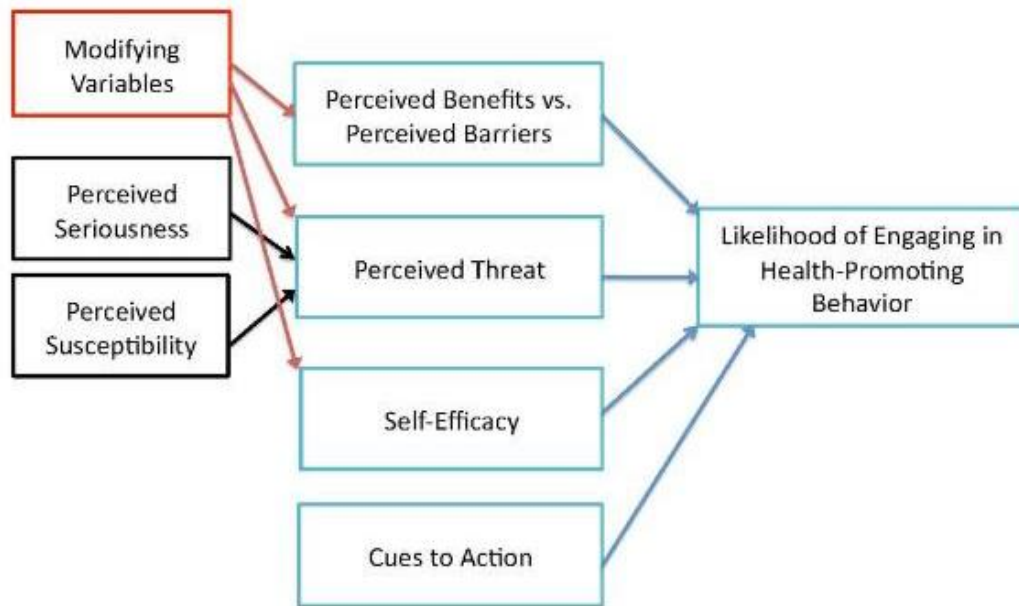 Modifying
Variables
Perceived
Seriousness
Perceived
Susceptibility
Perceived Benefits vs.
Perceived Barriers
Perceived Threat
Self-Efficacy
Cues to Action
Likelihood of Engaging in
Health-Promoting
Behavior